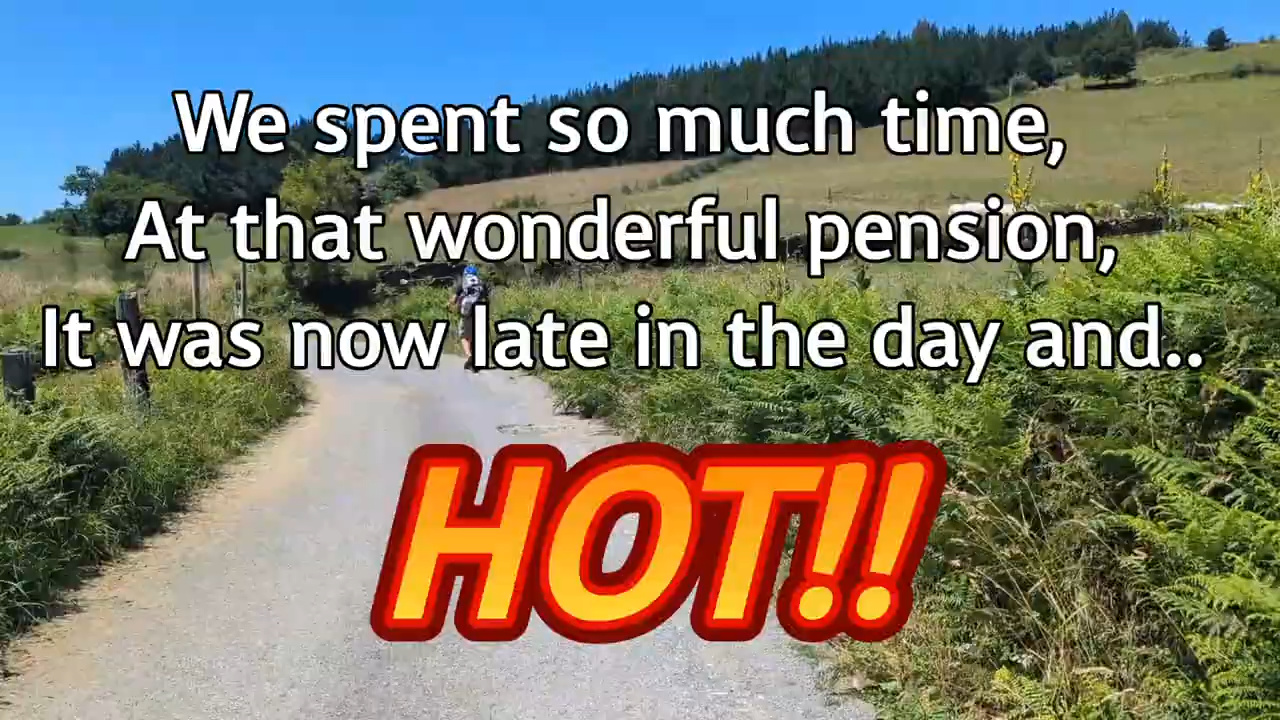 We spent so much time,
At that wonderful pension,
It was now late in the day and..
HOT!!